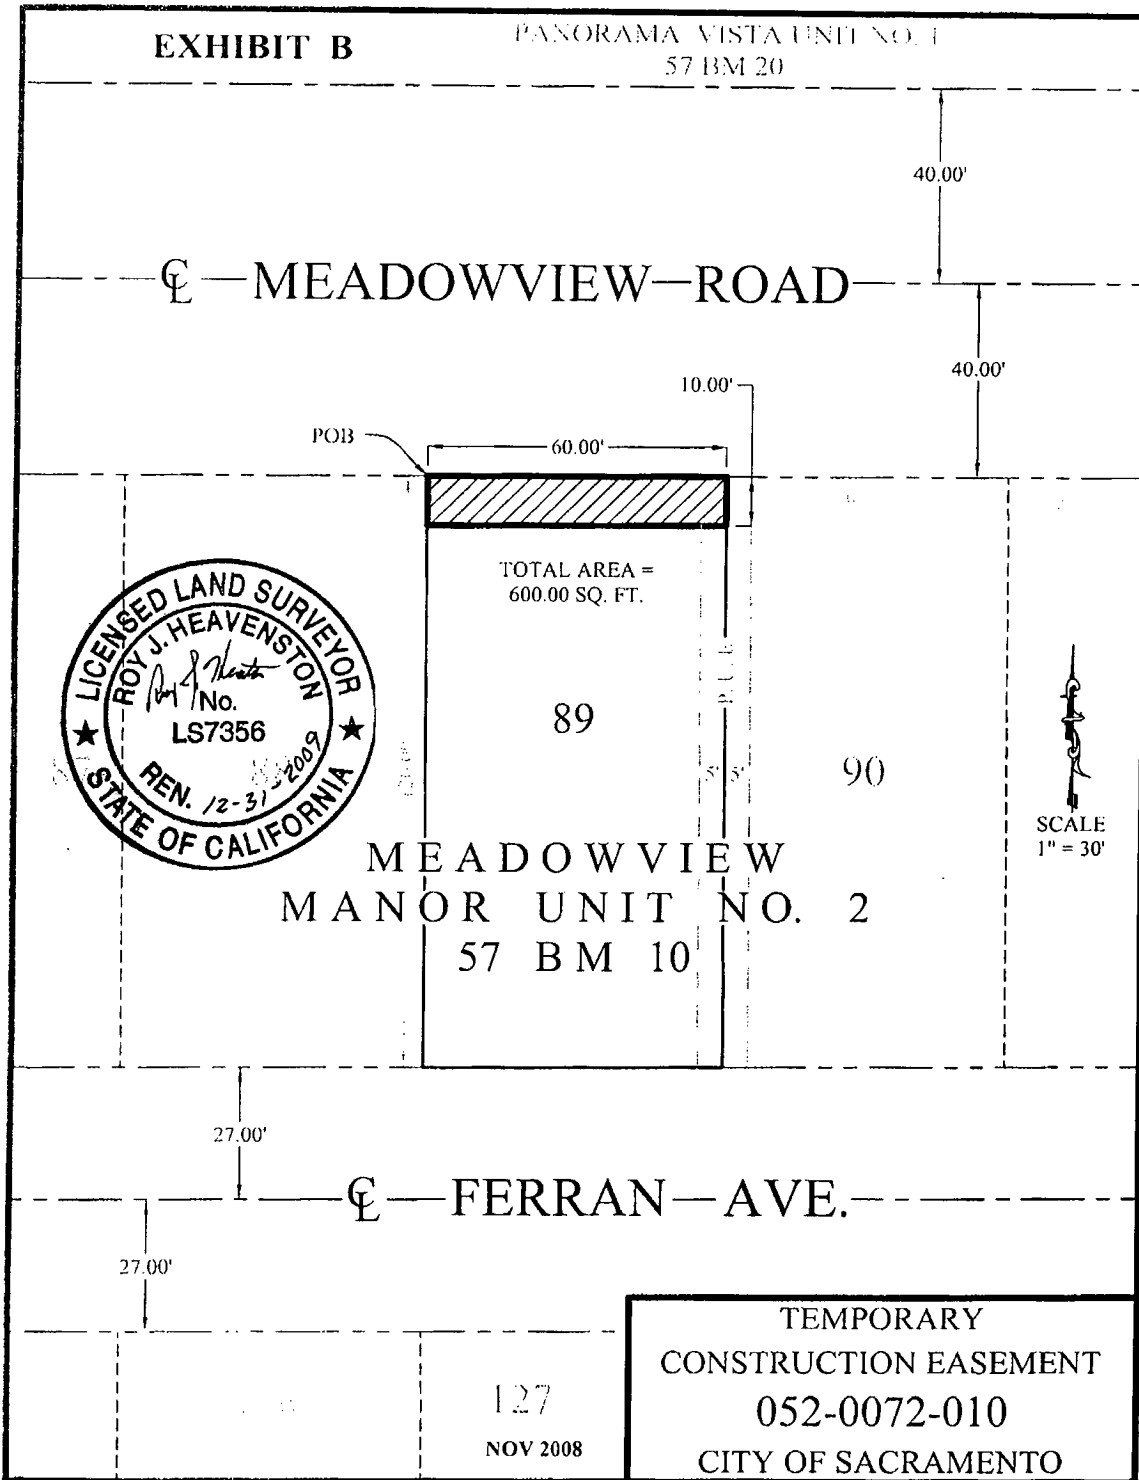 EXHIBIT B
PANORAMA VISTA UNIT NO. 1
57 BM 20
40.00'
℄ MEADOWVIEW ROAD
40.00'
10.00'
POB
60.00'
TOTAL AREA =
600.00 SQ. FT.
P.U.E.
LICENSED LAND SURVEYOR
ROY J. HEAVENSTON
No.
LS7356
REN. 12-31-2009
STATE OF CALIFORNIA
89
5' 5'
90
SCALE
1" = 30'
MEADOWVIEW
MANOR UNIT NO. 2
57 BM 10
27.00'
℄ FERRAN AVE.
27.00'
127
NOV 2008
TEMPORARY
CONSTRUCTION EASEMENT
052-0072-010
CITY OF SACRAMENTO